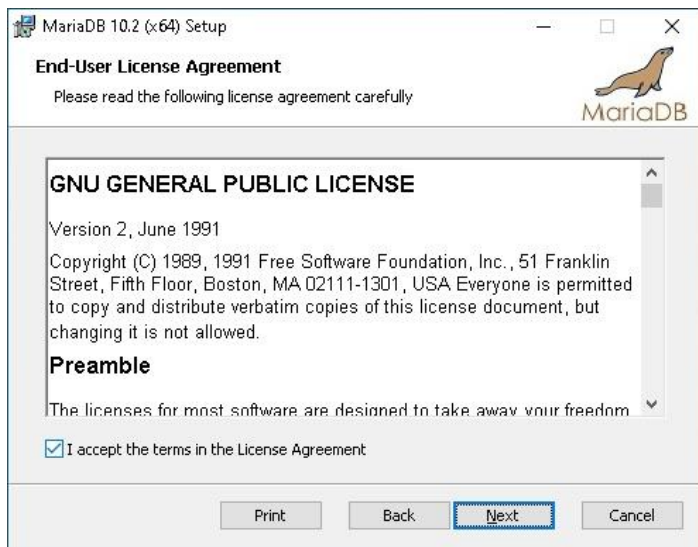 MariaDB 10.2 (x64) Setup
End-User License Agreement
Please read the following license agreement carefully
MariaDB
GNU GENERAL PUBLIC LICENSE
Version 2, June 1991
Copyright (C) 1989, 1991 Free Software Foundation, Inc., 51 Franklin
Street, Fifth Floor, Boston, MA 02111-1301, USA Everyone is permitted
to copy and distribute verbatim copies of this license document, but
changing it is not allowed.
Preamble
The licenses for most software are designed to take away your freedom
I accept the terms in the License Agreement
Print
Back
Next
Cancel